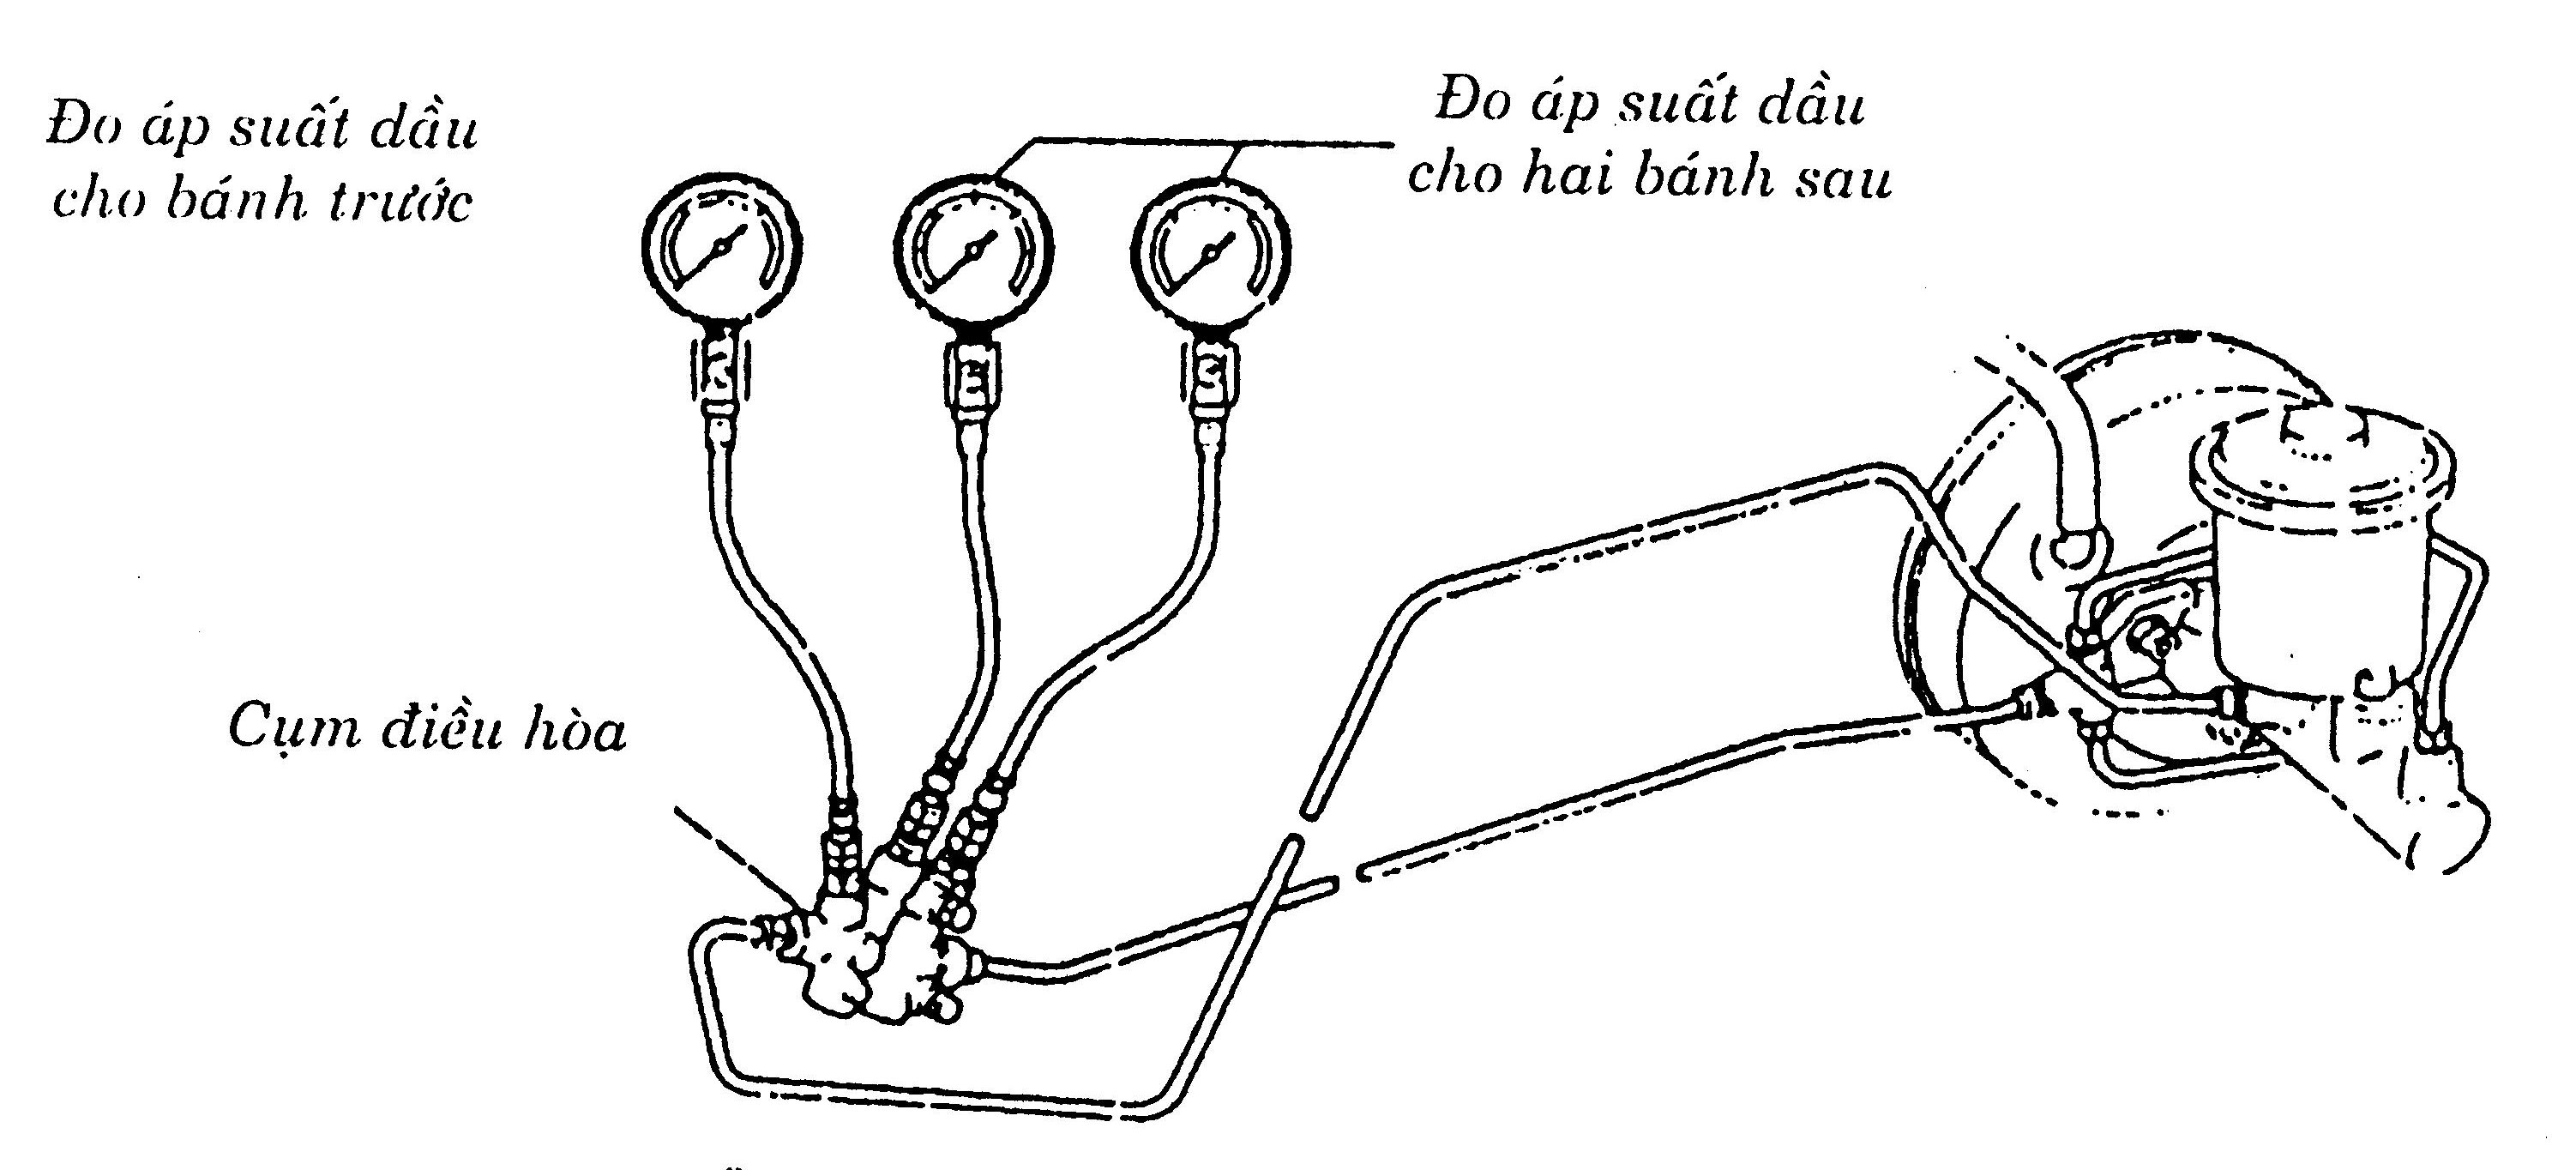 Đo áp suất dầu
cho bánh trước
Đo áp suất dầu
cho hai bánh sau
Cụm điều hòa